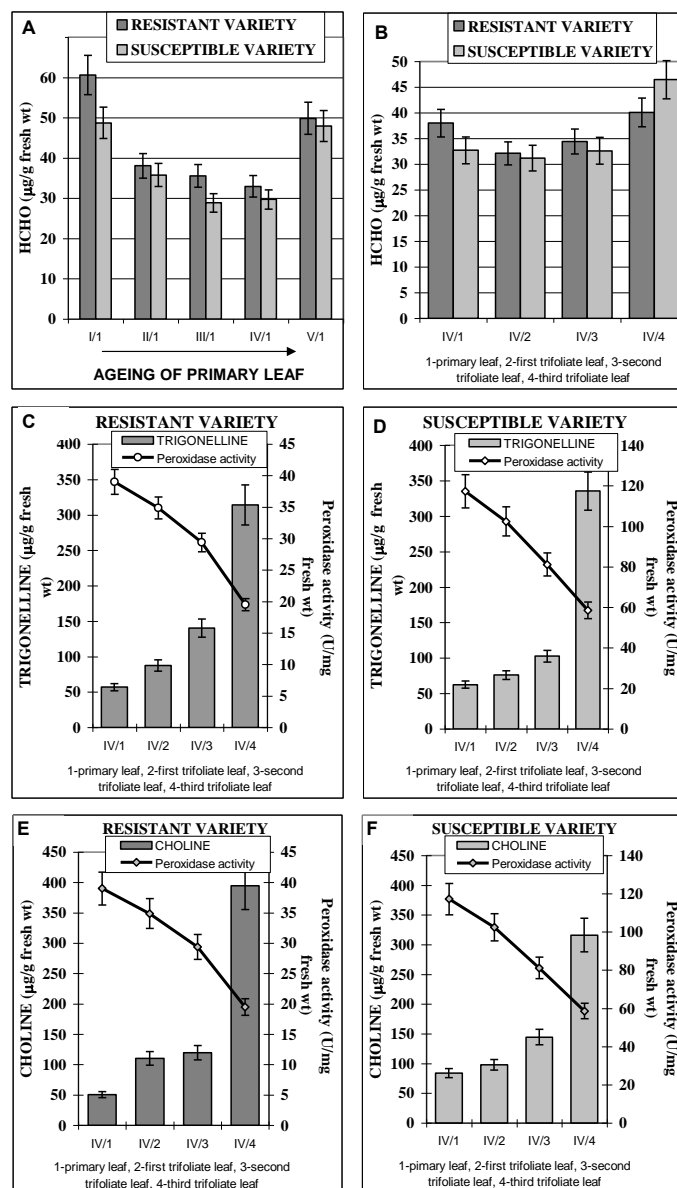 A
RESISTANT VARIETY
SUSCEPTIBLE VARIETY
HCHO (µg/g fresh wt)
60
50
40
30
20
10
0
I/1 II/1 III/1 IV/1 V/1
AGEING OF PRIMARY LEAF
B
RESISTANT VARIETY
SUSCEPTIBLE VARIETY
HCHO (µg/g fresh wt)
50
45
40
35
30
25
20
15
10
5
0
IV/1 IV/2 IV/3 IV/4
1-primary leaf, 2-first trifoliate leaf, 3-second
trifoliate leaf, 4-third trifoliate leaf
C
RESISTANT VARIETY
TRIGONELLINE
Peroxidase activity
TRIGONELLINE (µg/g fresh
wt)
400
350
300
250
200
150
100
50
0
45
40
35
30
25
20
15
10
5
0
Peroxidase activity (U/mg
fresh wt)
IV/1 IV/2 IV/3 IV/4
1-primary leaf, 2-first trifoliate leaf, 3-second
trifoliate leaf, 4-third trifoliate leaf
D
SUSCEPTIBLE VARIETY
TRIGONELLINE
Peroxidase activity
TRIGONELLINE (µg/g fresh
wt)
400
350
300
250
200
150
100
50
0
140
120
100
80
60
40
20
0
Peroxidase activity (U/mg
fresh wt)
IV/1 IV/2 IV/3 IV/4
1-primary leaf, 2-first trifoliate leaf, 3-second
trifoliate leaf, 4-third trifoliate leaf
E
RESISTANT VARIETY
CHOLINE
Peroxidase activity
CHOLINE (µg/g fresh wt)
450
400
350
300
250
200
150
100
50
0
45
40
35
30
25
20
15
10
5
0
Peroxidase activity (U/mg
fresh wt)
IV/1 IV/2 IV/3 IV/4
1-primary leaf, 2-first trifoliate leaf, 3-second
trifoliate leaf, 4-third trifoliate leaf
F
SUSCEPTIBLE VARIETY
CHOLINE
Peroxidase activity
CHOLINE (µg/g fresh wt)
450
400
350
300
250
200
150
100
50
0
140
120
100
80
60
40
20
0
Peroxidase activity (U/mg
fresh wt)
IV/1 IV/2 IV/3 IV/4
1-primary leaf, 2-first trifoliate leaf, 3-second
trifoliate leaf, 4-third trifoliate leaf